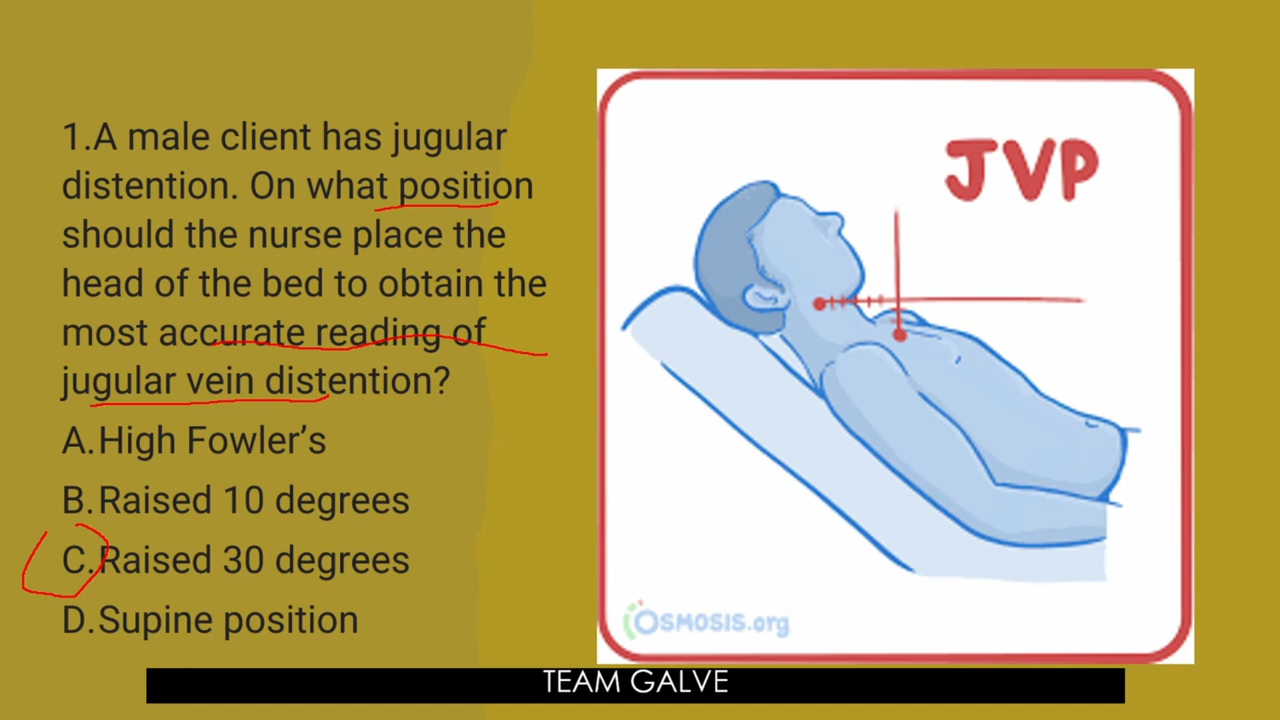 1.A male client has jugular
distention. On what position
should the nurse place the
head of the bed to obtain the
most accurate reading of
jugular vein distention?
A.High Fowler’s
B.Raised 10 degrees
C.Raised 30 degrees
D.Supine position
JVP
OSMOSIS.org
TEAM GALVE